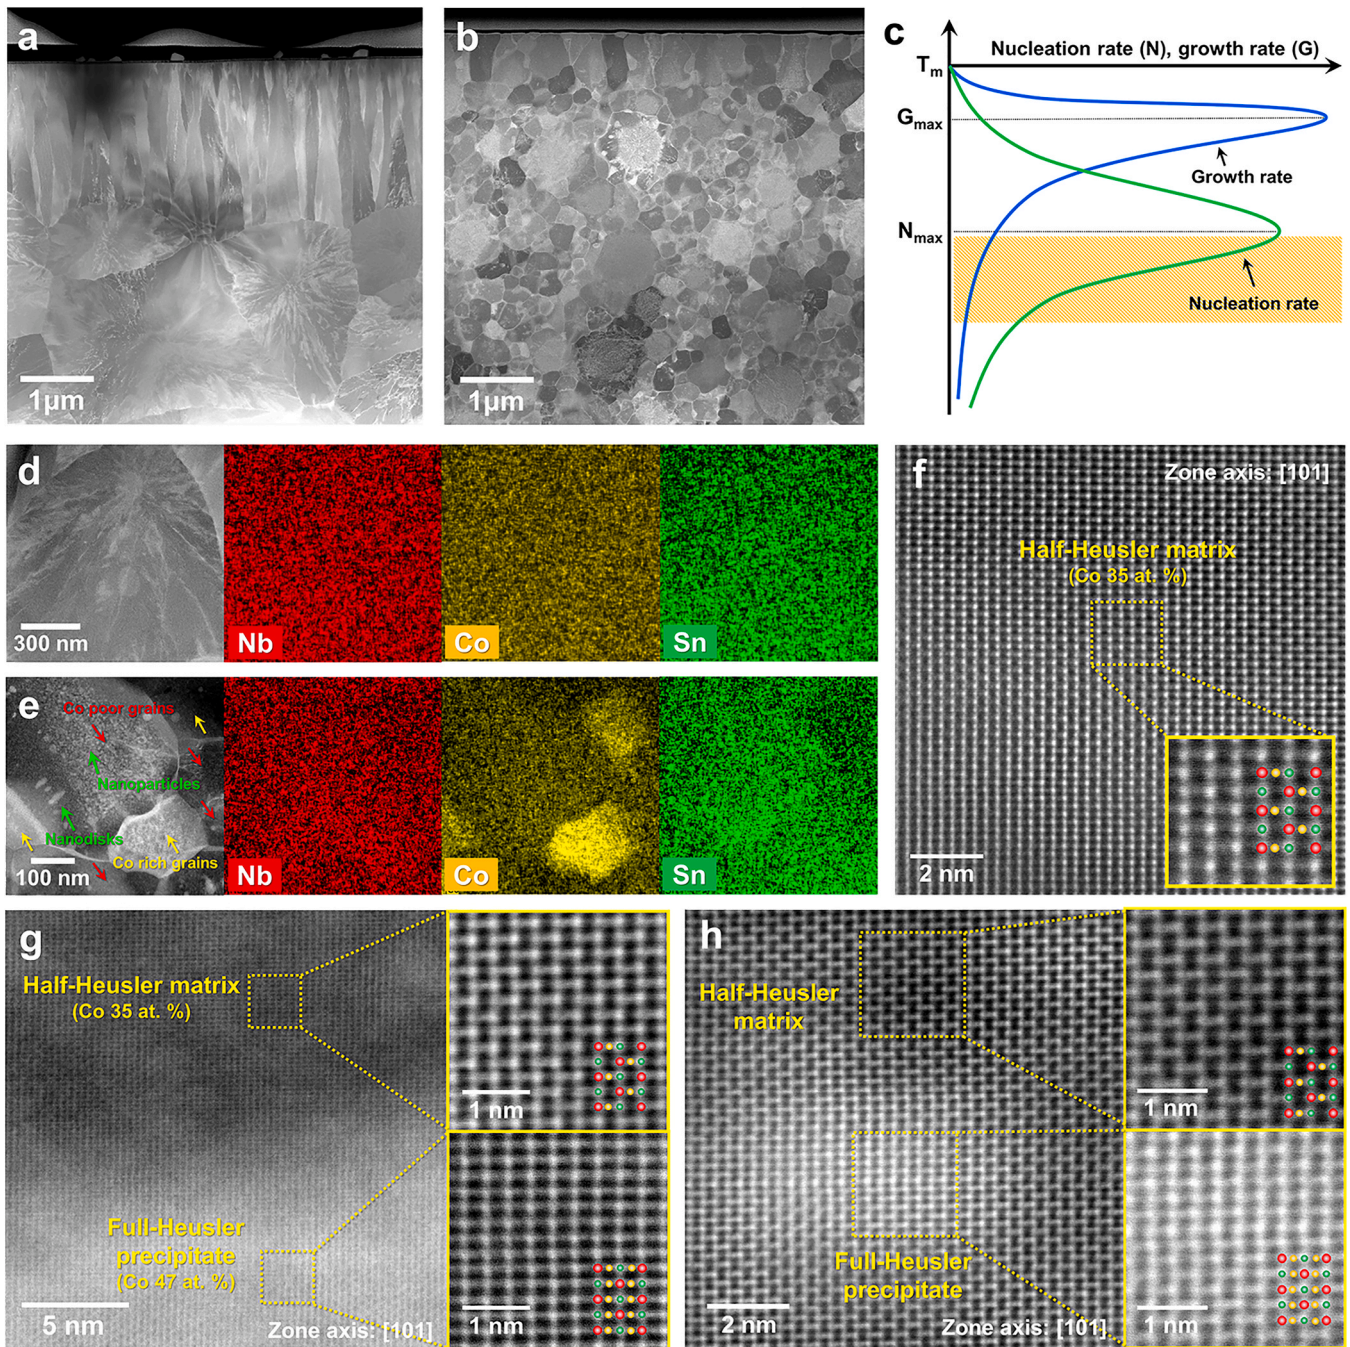 a
1µm
b
1µm
c
Nucleation rate (N), growth rate (G)
Tm
Gmax
Growth rate
Nmax
Nucleation rate
d
300 nm
Nb
Co
Sn
e
Co poor grains
Nanoparticles
Nanodisks
Co rich grains
100 nm
Nb
Co
Sn
f
Zone axis: [101]
Half-Heusler matrix
(Co 35 at. %)
2 nm
g
Half-Heusler matrix
(Co 35 at. %)
1 nm
Full-Heusler
precipitate
(Co 47 at. %)
5 nm
Zone axis: [101]
1 nm
h
Half-Heusler
matrix
1 nm
Full-Heusler
precipitate
2 nm
Zone axis: [101]
1 nm